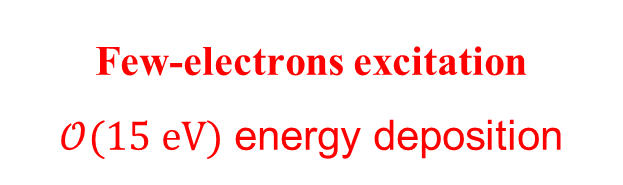 Few-electrons excitation
𝒪(15 eV) energy deposition